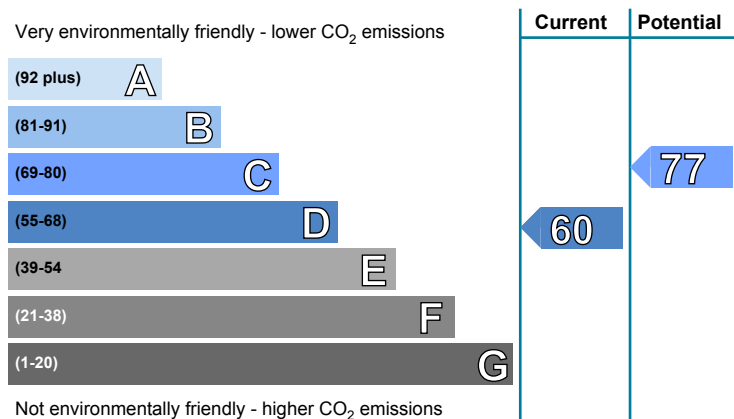 Current Potential
Very environmentally friendly - lower CO₂ emissions
(92 plus) A
(81-91) B
(69-80) C
77
(55-68) D
60
(39-54 E
(21-38) F
(1-20) G
Not environmentally friendly - higher CO₂ emissions